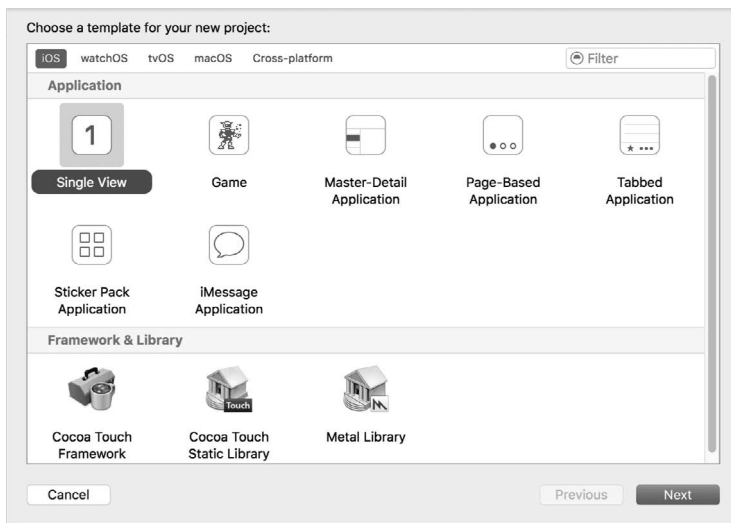 Choose a template for your new project:
iOS watchOS tvOS macOS Cross-platform Filter
Application
1
Single View Game Master-Detail Application Page-Based Application Tabbed Application
Sticker Pack Application iMessage Application
Framework & Library
Touch
Cocoa Touch Framework Cocoa Touch Static Library Metal Library
Cancel Previous Next